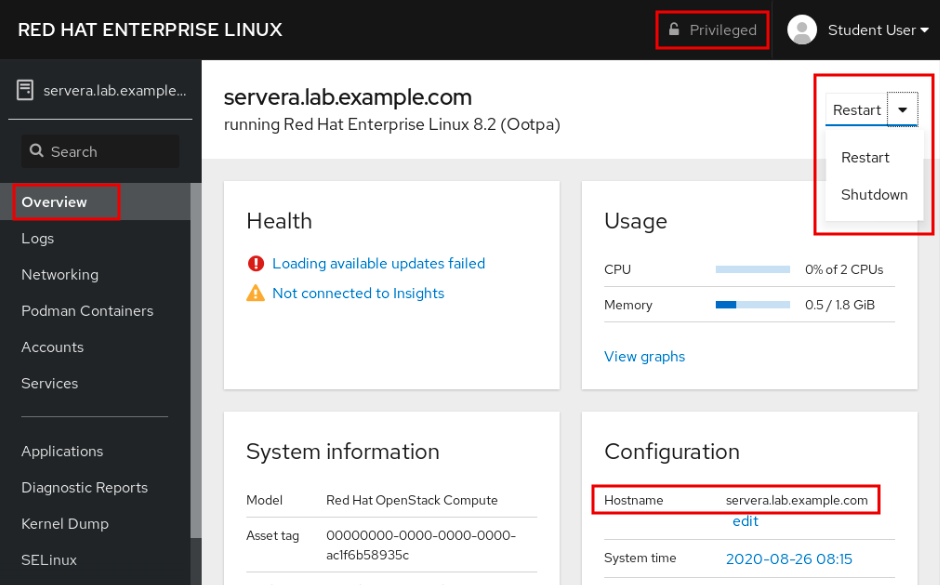 RED HAT ENTERPRISE LINUX
Privileged
Student User
servera.lab.example...
Search
Overview
Logs
Networking
Podman Containers
Accounts
Services
Applications
Diagnostic Reports
Kernel Dump
SELinux
servera.lab.example.com
running Red Hat Enterprise Linux 8.2 (Ootpa)
Restart
Restart
Shutdown
Health
Loading available updates failed
Not connected to Insights
Usage
CPU 0% of 2 CPUs
Memory 0.5 / 1.8 GiB
View graphs
System information
Model Red Hat OpenStack Compute
Asset tag 00000000-0000-0000-0000-
ac1f6b58935c
Configuration
Hostname servera.lab.example.com
edit
System time 2020-08-26 08:15